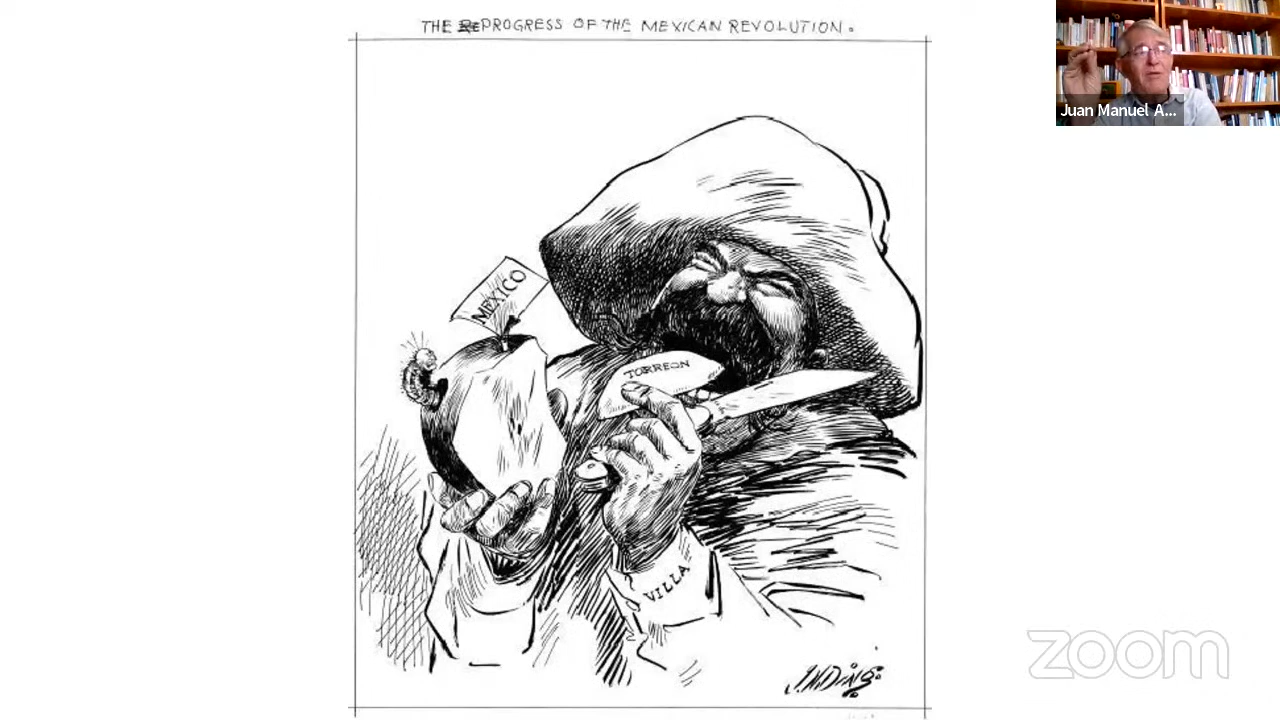 THE REPROGRESS OF THE MEXICAN REVOLUTION.
Juan Manuel A...
MEXICO
TORREON
VILLA
J.N.DiNG.
zoom